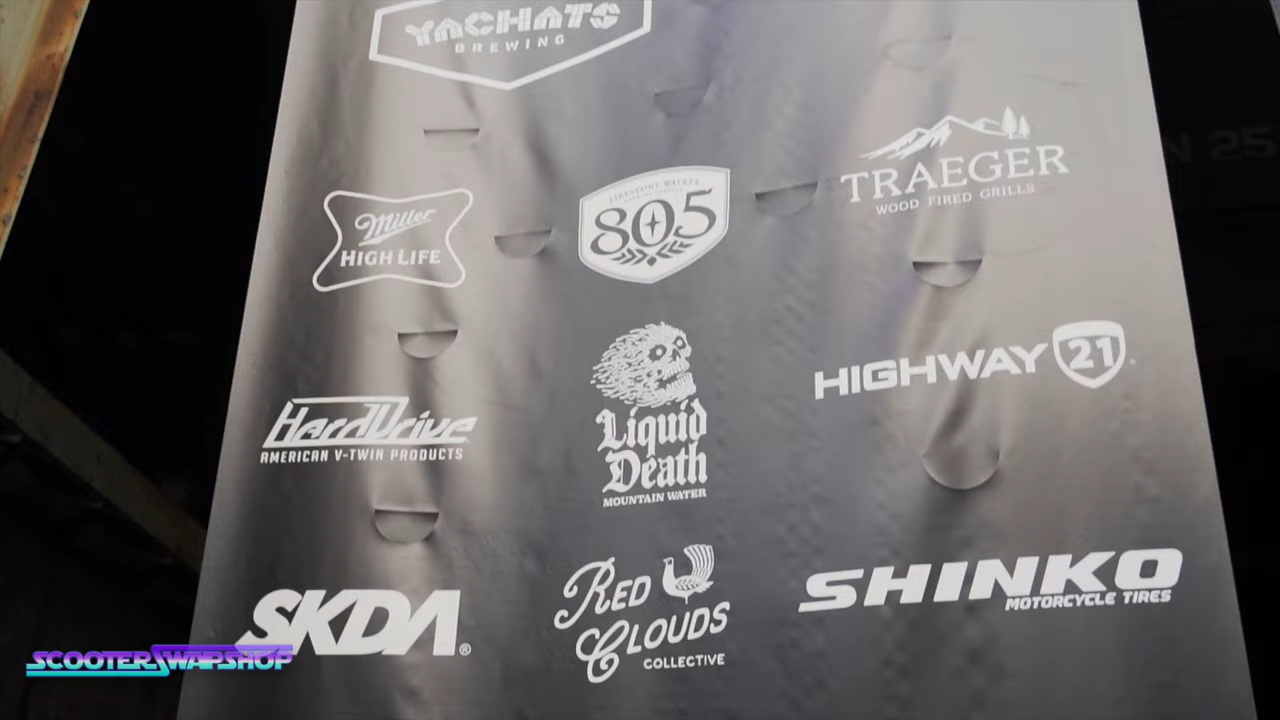 YACHATS
BREWING
TRAEGER
WOOD FIRED GRILLS
Miller
HIGH LIFE
FIRESTONE WALKER
805
HIGHWAY 21
HardDrive
AMERICAN V-TWIN PRODUCTS
Liquid
Death
MOUNTAIN WATER
SHINKO
MOTORCYCLE TIRES
SKDA®
RED
CLOUDS
COLLECTIVE
SCOOTERSWAPSHOP